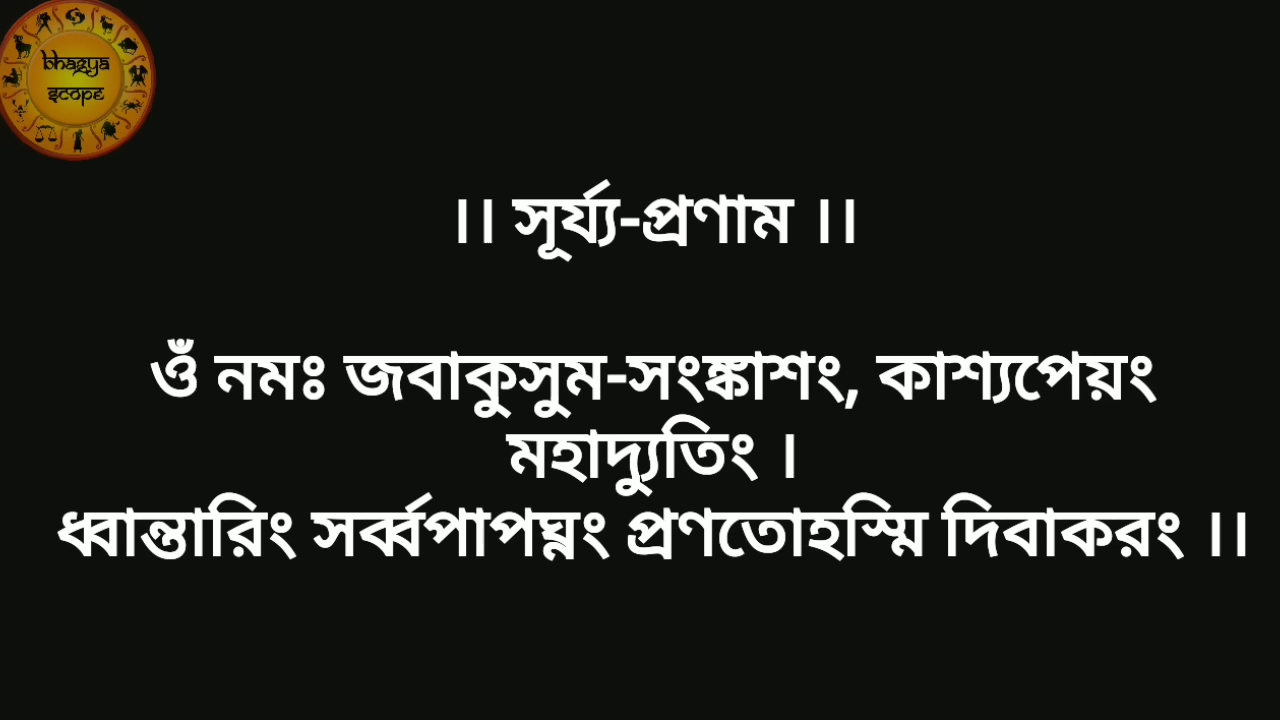 bhagya
scope
।। সূর্য্য-প্রণাম ।।
ওঁ নমঃ জবাকুসুম-সংঙ্কাশং, কাশ্যপেয়ং
মহাদ্যুতিং ।
ধ্বান্তারিং সর্ব্বপাপঘ্নং প্রণতোহস্মি দিবাকরং ।।